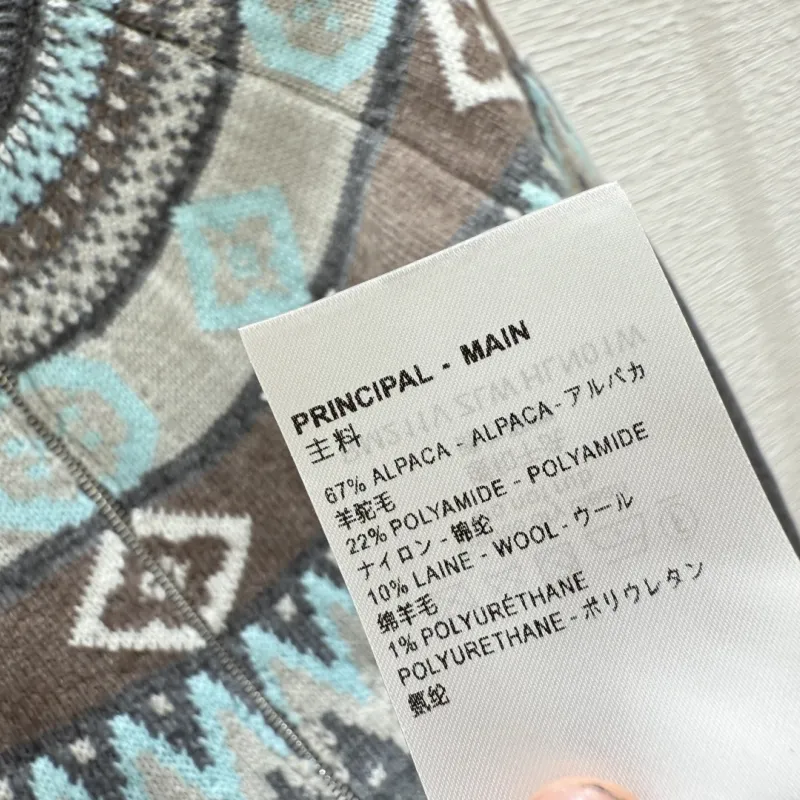 PRINCIPAL - MAIN
主料
67% ALPACA - ALPACA - アルパカ
羊驼毛
22% POLYAMIDE - POLYAMIDE
ナイロン - 锦纶
10% LAINE - WOOL - ウール
绵羊毛
1% POLYURÉTHANE
POLYURETHANE - ポリウレタン
氨纶